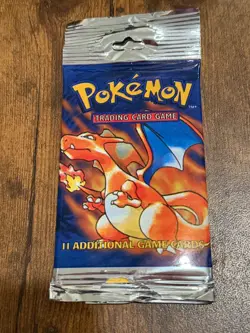 POKéMON
TRADING CARD GAME
11 ADDITIONAL GAME CARDS